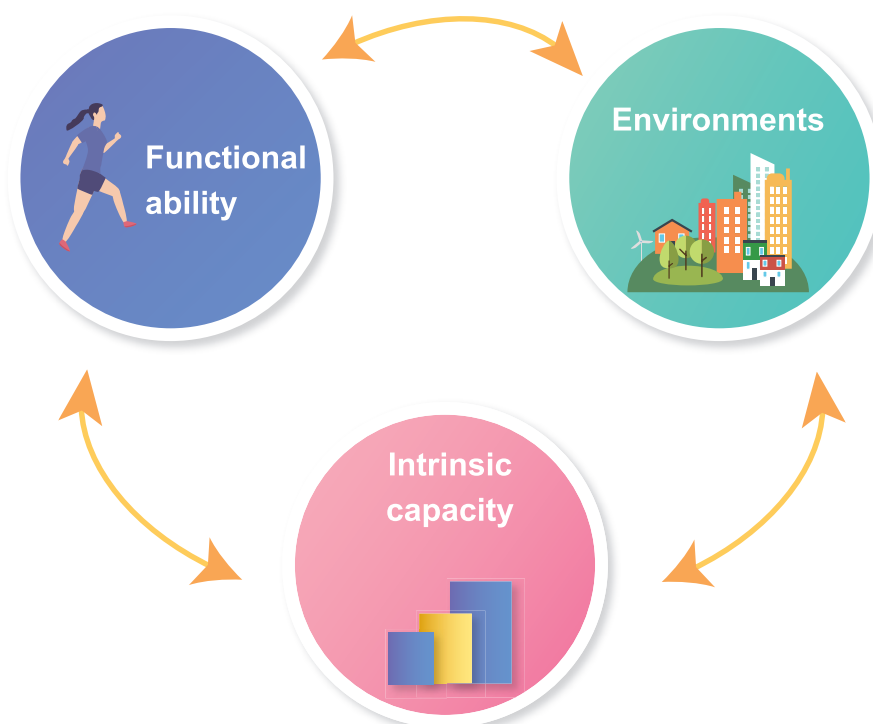 Functional
ability
Environments
Intrinsic
capacity